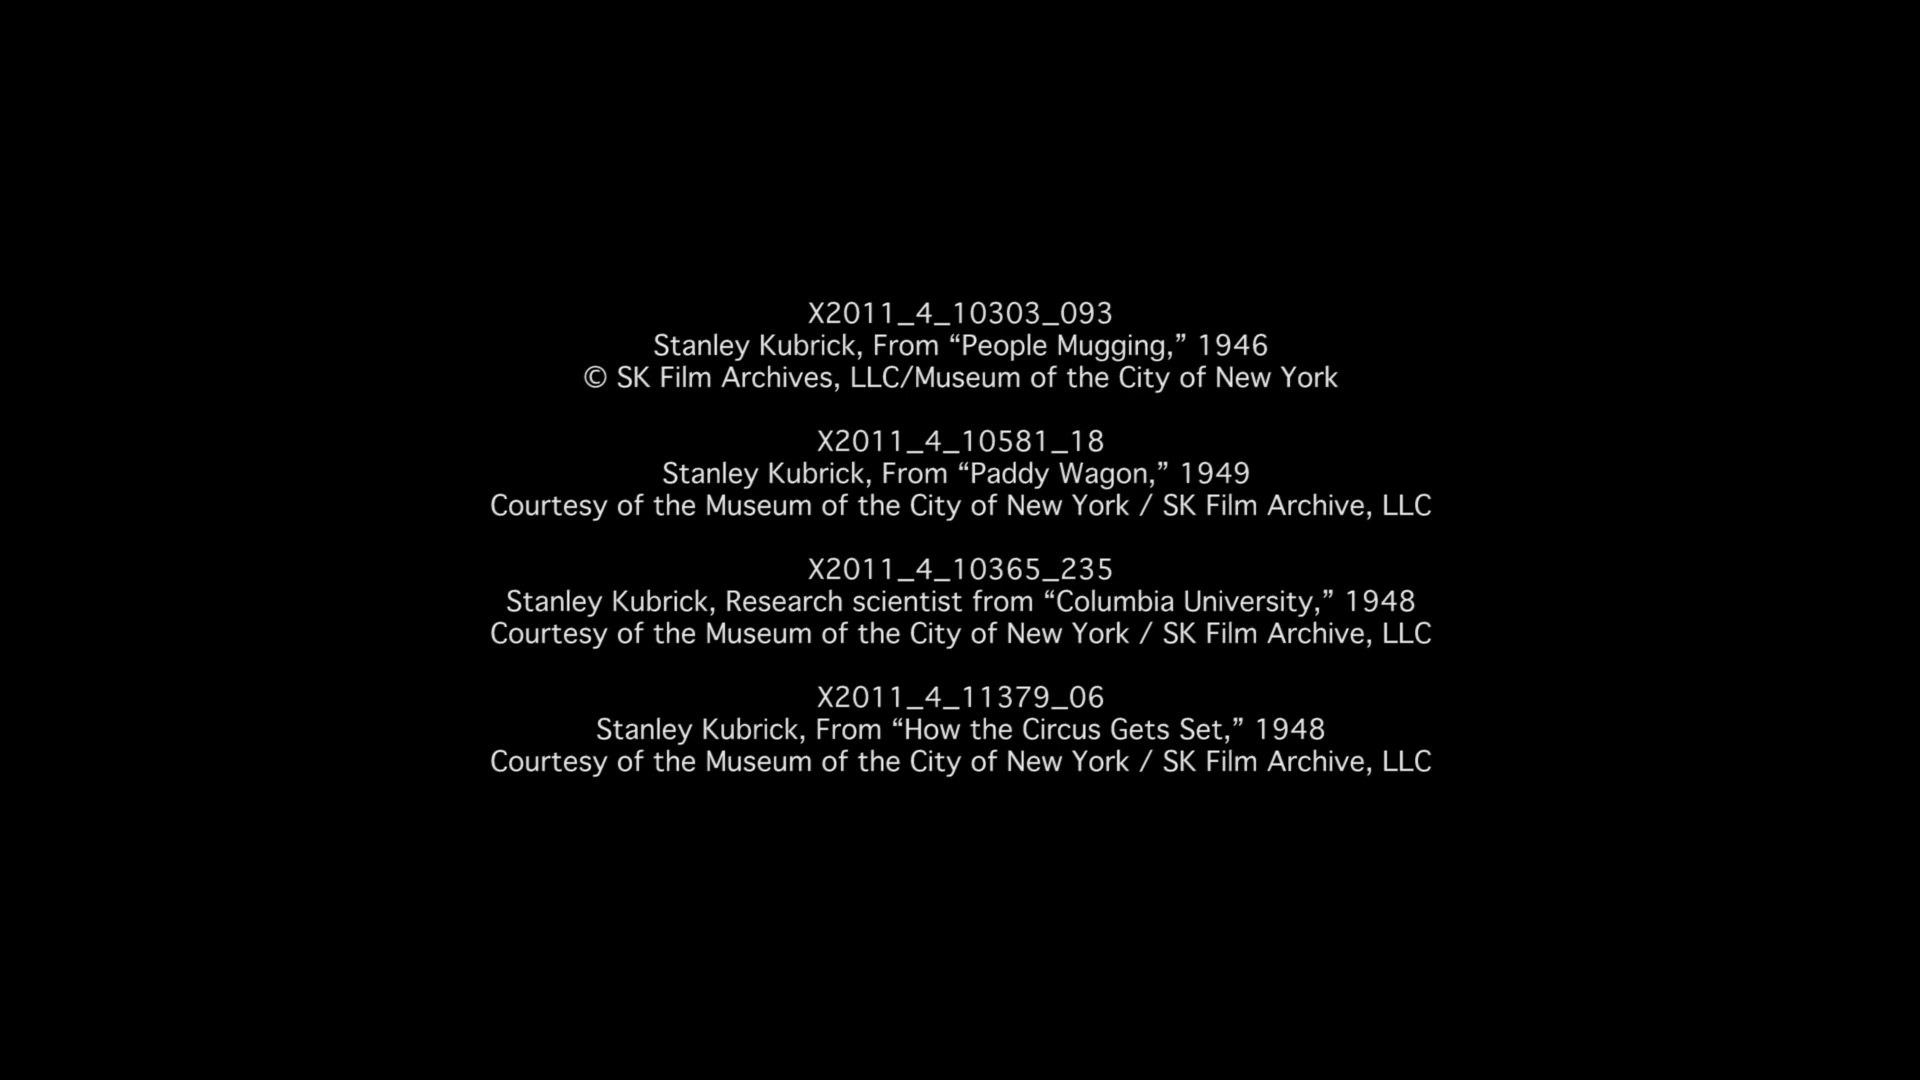 X2011_4_10303_093
Stanley Kubrick, From “People Mugging,” 1946
© SK Film Archives, LLC/Museum of the City of New York
X2011_4_10581_18
Stanley Kubrick, From “Paddy Wagon,” 1949
Courtesy of the Museum of the City of New York / SK Film Archive, LLC
X2011_4_10365_235
Stanley Kubrick, Research scientist from “Columbia University,” 1948
Courtesy of the Museum of the City of New York / SK Film Archive, LLC
X2011_4_11379_06
Stanley Kubrick, From “How the Circus Gets Set,” 1948
Courtesy of the Museum of the City of New York / SK Film Archive, LLC